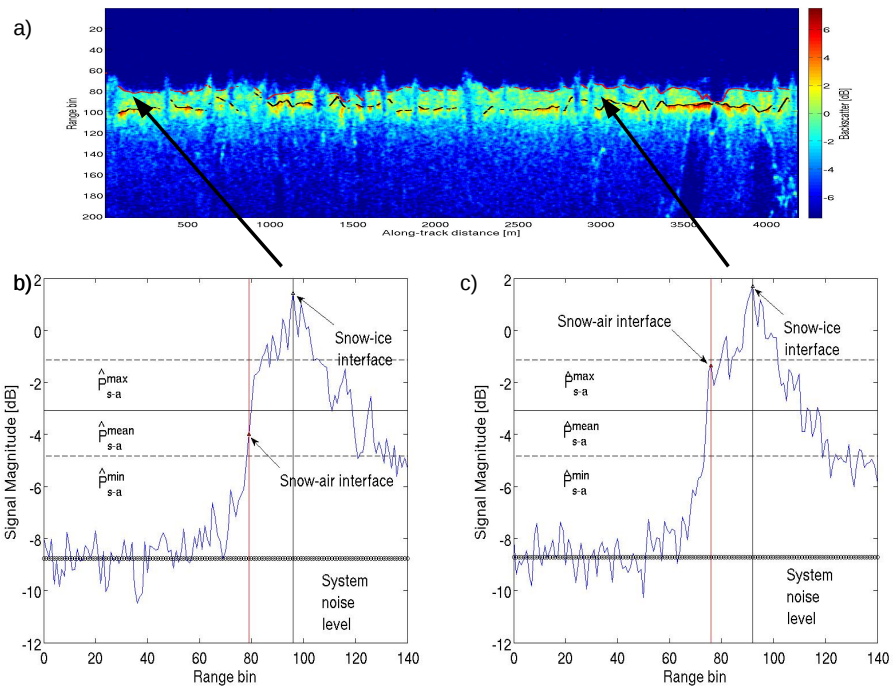 a)
20
40
60
80
100
120
140
160
180
200
Range bin
500
1000
1500
2000
2500
3000
3500
4000
Along-track distance [m]
6
4
2
0
-2
-4
-6
Backscattter [dB]
b)
2
0
-2
-4
-6
-8
-10
-12
Signal Magnitude [dB]
Snow-ice
interface
P̂ max s-a
P̂ mean s-a
P̂ min s-a
Snow-air interface
System
noise
level
0
20
40
60
80
100
120
140
Range bin
c)
2
0
-2
-4
-6
-8
-10
-12
Signal Magnitude [dB]
Snow-air interface
Snow-ice
interface
P̂ max s-a
P̂ mean s-a
P̂ min s-a
System
noise
level
0
20
40
60
80
100
120
140
Range bin